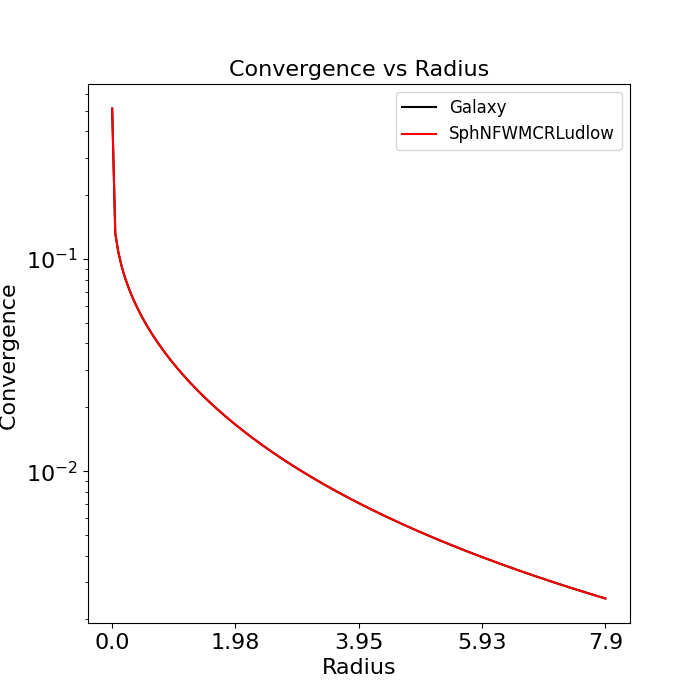 Convergence vs Radius
Galaxy
SphNFWMCRLudlow
10⁻¹
10⁻²
Convergence
0.0 1.98 3.95 5.93 7.9
Radius